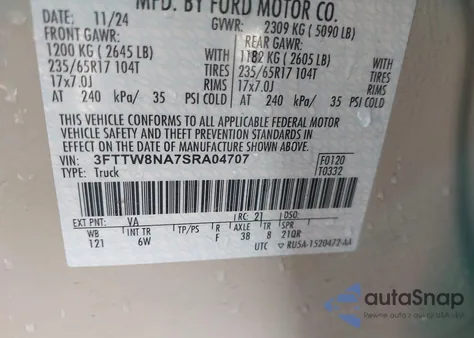 MFD. BY FORD MOTOR CO.
DATE: 11/24 GVWR: 2309 KG ( 5090 LB)
FRONT GAWR: REAR GAWR:
1200 KG ( 2645 LB) WITH 1182 KG ( 2605 LB) WITH
235/65R17 104T TIRES 235/65R17 104T TIRES
17x7.0J RIMS 17x7.0J RIMS
AT 240 kPa/ 35 PSI COLD AT 240 kPa/ 35 PSI COLD
THIS VEHICLE CONFORMS TO ALL APPLICABLE FEDERAL MOTOR
VEHICLE SAFETY AND THEFT PREVENTION STANDARDS IN
EFFECT ON THE DATE OF MANUFACTURE SHOWN ABOVE.
VIN: 3FTTW8NA7SRA04707 F0120
TYPE: Truck T0332
EXT PNT: VA RC: 21 DSO:
WB INT TR TP/PS R AXLE TR SPR
121 6W F 38 8 21QR
UTC RU5A-1520472-AA
autoSnap